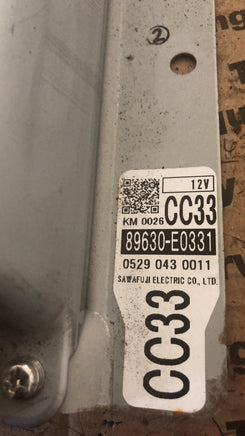 2
12V
KM 0026
CC33
89630-E0331
0529 043 0011
SAWAFUJI ELECTRIC CO., LTD.
CC33